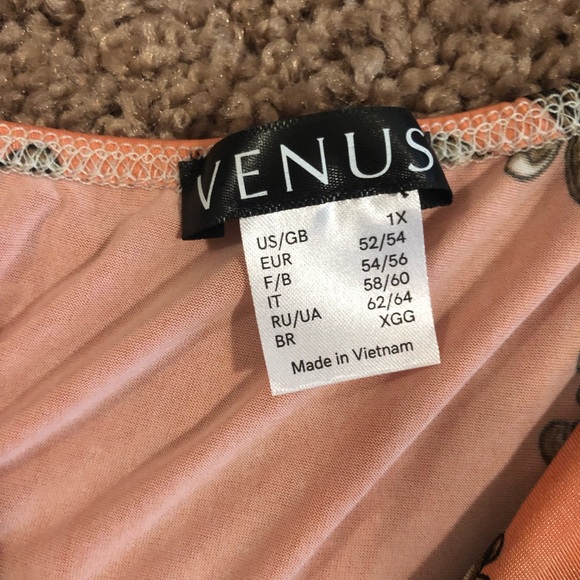 VENUS
US/GB 1X
EUR 52/54
F/B 54/56
IT 58/60
RU/UA 62/64
BR XGG
Made in Vietnam